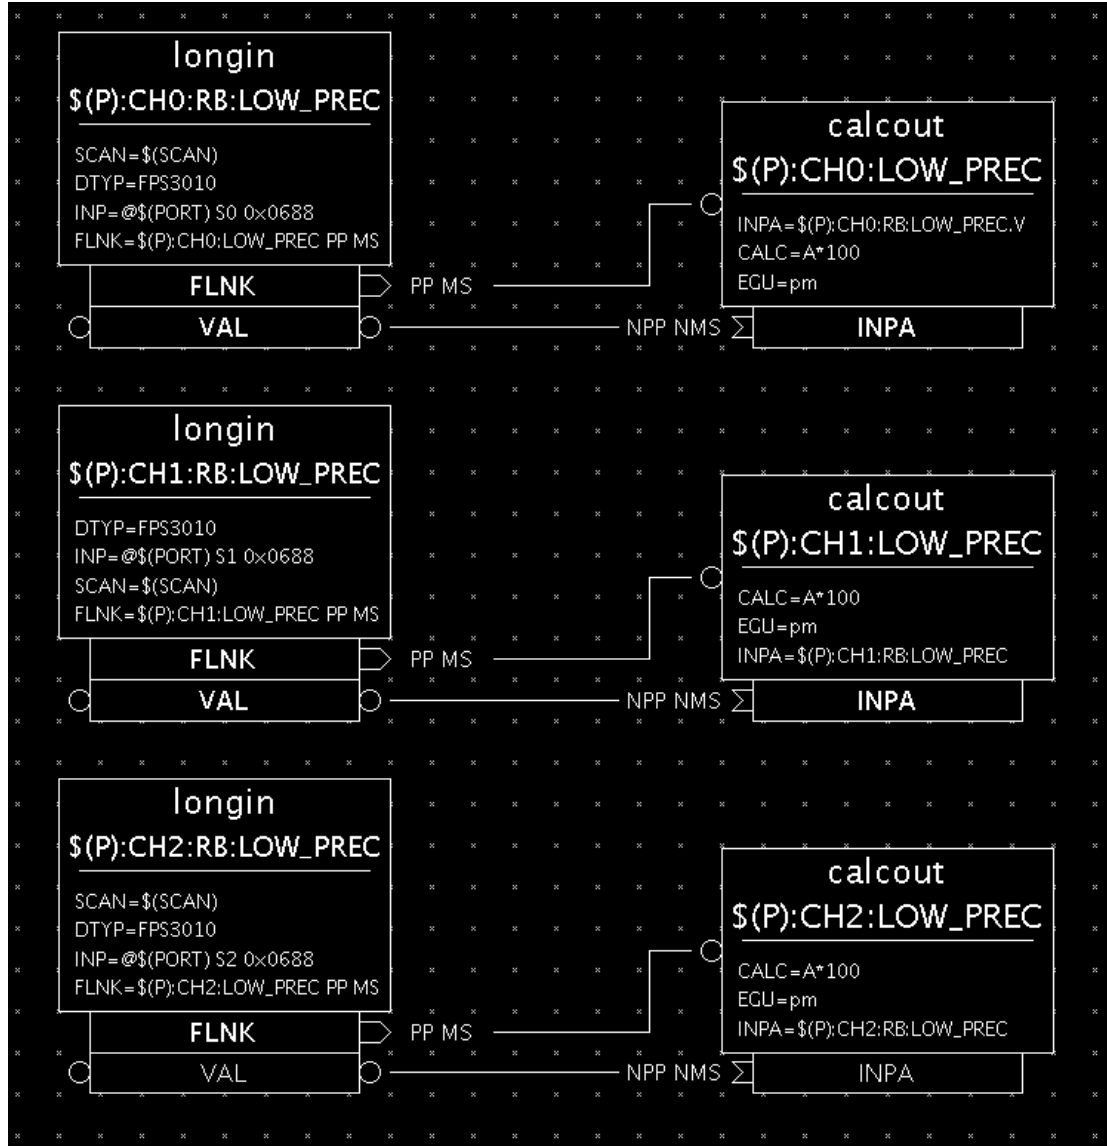 longin
$(P):CH0:RB:LOW_PREC
SCAN=$(SCAN)
DTYP=FPS3010
INP=@$(PORT) S0 0x0688
FLNK=$(P):CH0:LOW_PREC PP MS
FLNK
PP MS
VAL
NPP NMS
calcout
$(P):CH0:LOW_PREC
INPA=$(P):CH0:RB:LOW_PREC.V
CALC=A*100
EGU=pm
INPA
longin
$(P):CH1:RB:LOW_PREC
DTYP=FPS3010
INP=@$(PORT) S1 0x0688
SCAN=$(SCAN)
FLNK=$(P):CH1:LOW_PREC PP MS
FLNK
PP MS
VAL
NPP NMS
calcout
$(P):CH1:LOW_PREC
CALC=A*100
EGU=pm
INPA=$(P):CH1:RB:LOW_PREC
INPA
longin
$(P):CH2:RB:LOW_PREC
SCAN=$(SCAN)
DTYP=FPS3010
INP=@$(PORT) S2 0x0688
FLNK=$(P):CH2:LOW_PREC PP MS
FLNK
PP MS
VAL
NPP NMS
calcout
$(P):CH2:LOW_PREC
CALC=A*100
EGU=pm
INPA=$(P):CH2:RB:LOW_PREC
INPA